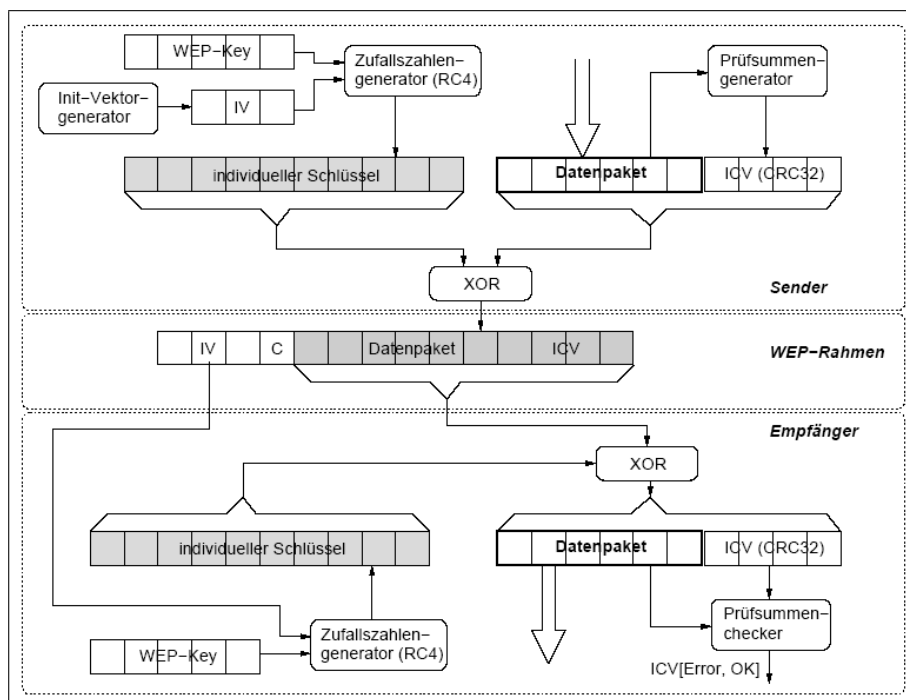 WEP-Key
Zufallszahlen-
generator (RC4)
Prüfsummen-
generator
Init-Vektor-
generator
IV
individueller Schlüssel
Datenpaket
ICV (CRC32)
XOR
Sender
IV
C
Datenpaket
ICV
WEP-Rahmen
Empfänger
XOR
individueller Schlüssel
Datenpaket
ICV (CRC32)
Zufallszahlen-
generator (RC4)
Prüfsummen-
checker
WEP-Key
ICV[Error, OK]